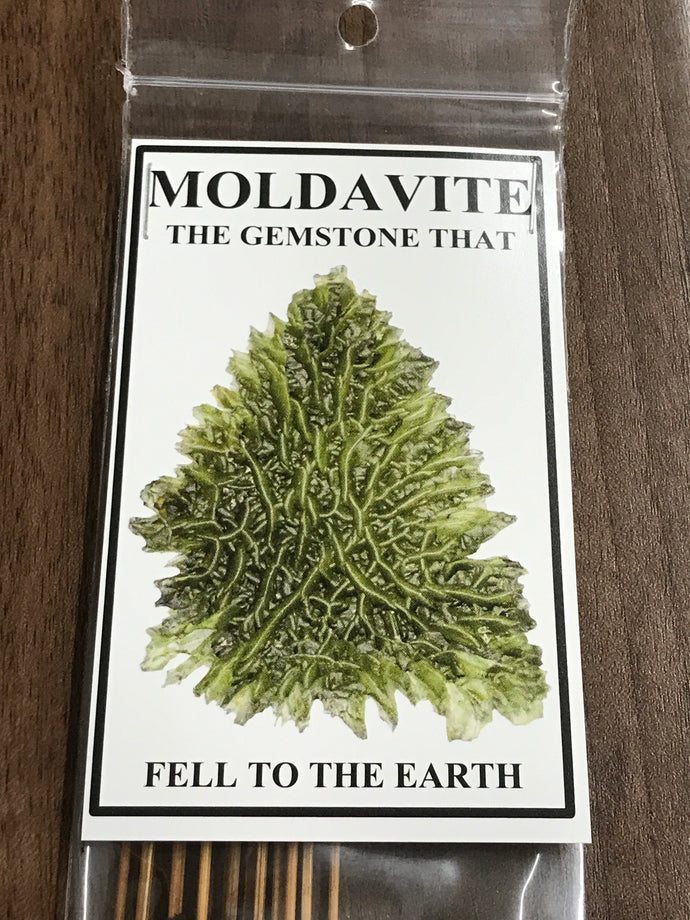 MOLDAVITE
THE GEMSTONE THAT
FELL TO THE EARTH